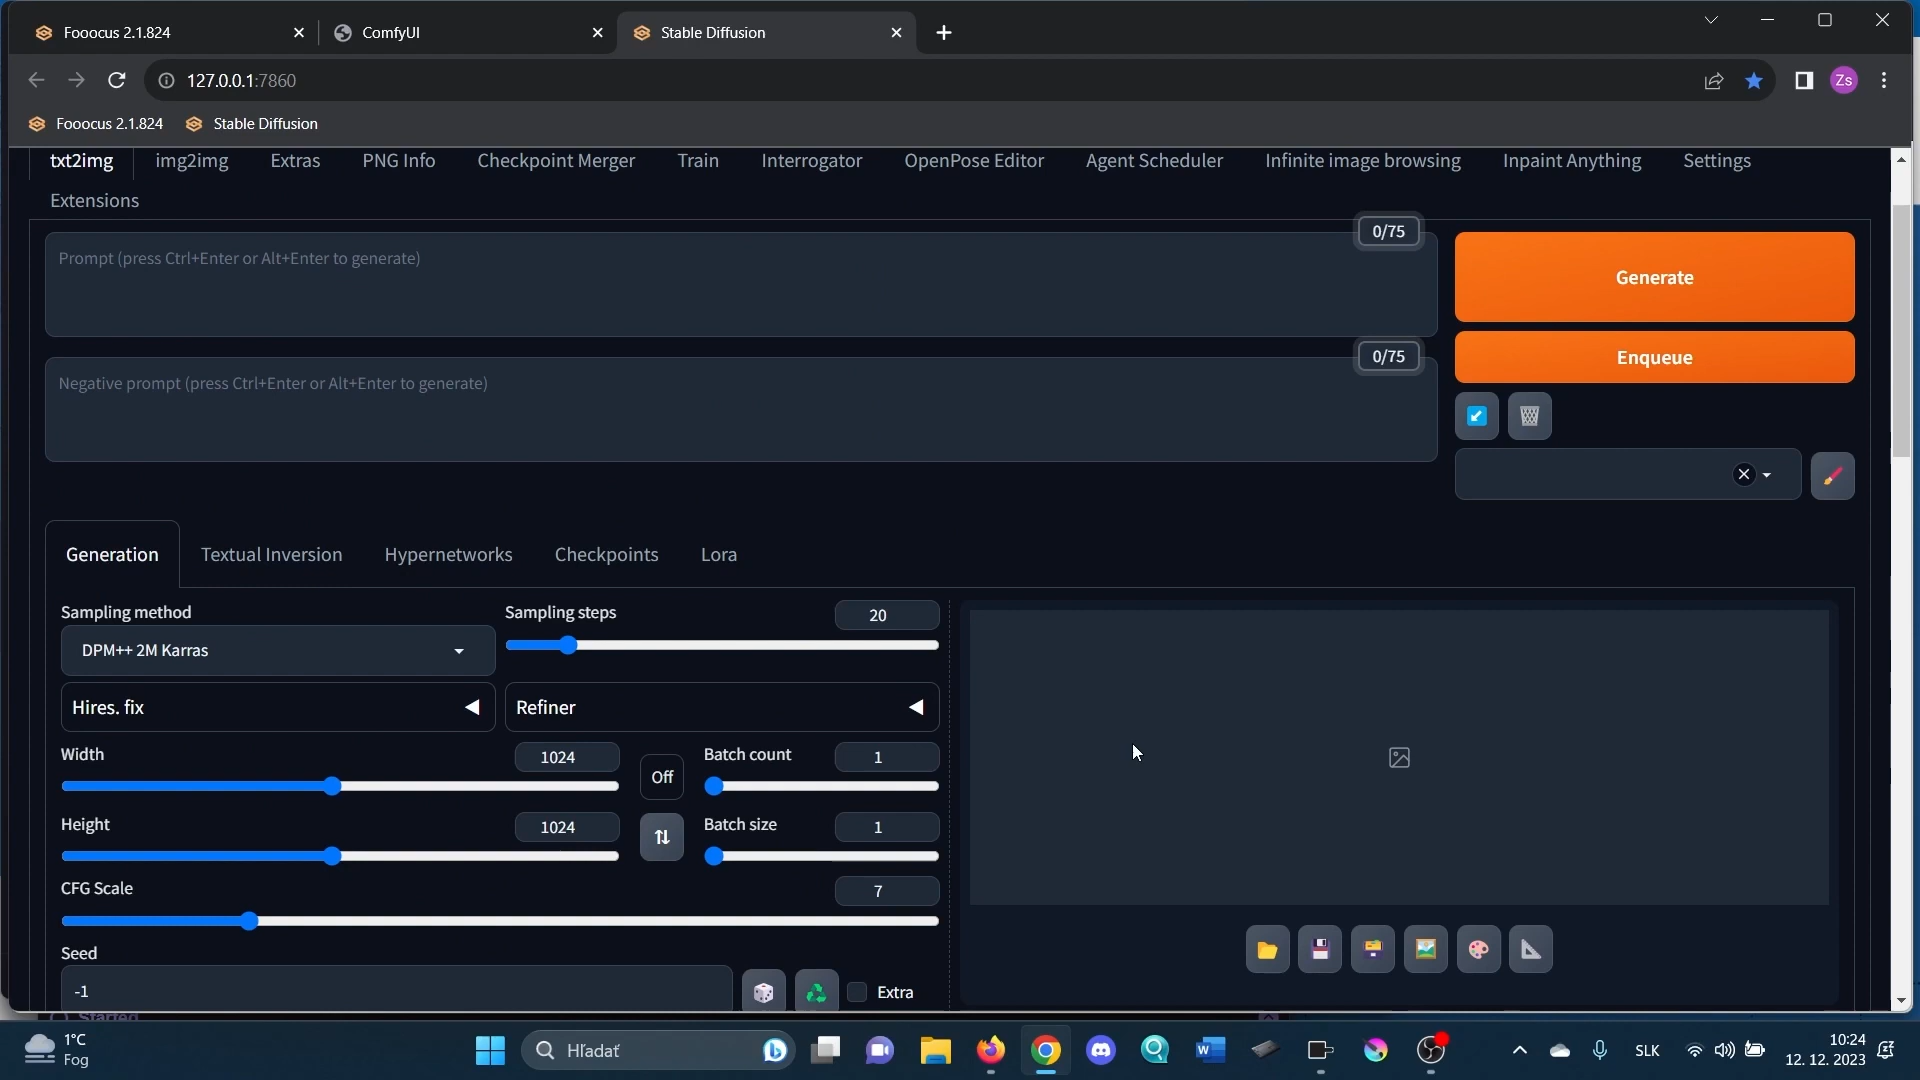 Fooocus 2.1.824
ComfyUI
Stable Diffusion
127.0.0.1:7860
Zs
Fooocus 2.1.824
Stable Diffusion
txt2img
img2img
Extras
PNG Info
Checkpoint Merger
Train
Interrogator
OpenPose Editor
Agent Scheduler
Infinite image browsing
Inpaint Anything
Settings
Extensions
0/75
Prompt (press Ctrl+Enter or Alt+Enter to generate)
Generate
0/75
Negative prompt (press Ctrl+Enter or Alt+Enter to generate)
Enqueue
Generation
Textual Inversion
Hypernetworks
Checkpoints
Lora
Sampling method
DPM++ 2M Karras
Sampling steps
20
Hires. fix
Refiner
Width
1024
Off
Batch count
1
Height
1024
Batch size
1
CFG Scale
7
Seed
-1
Extra
Started
1°C
Fog
Hľadať
SLK
10:24
12. 12. 2023